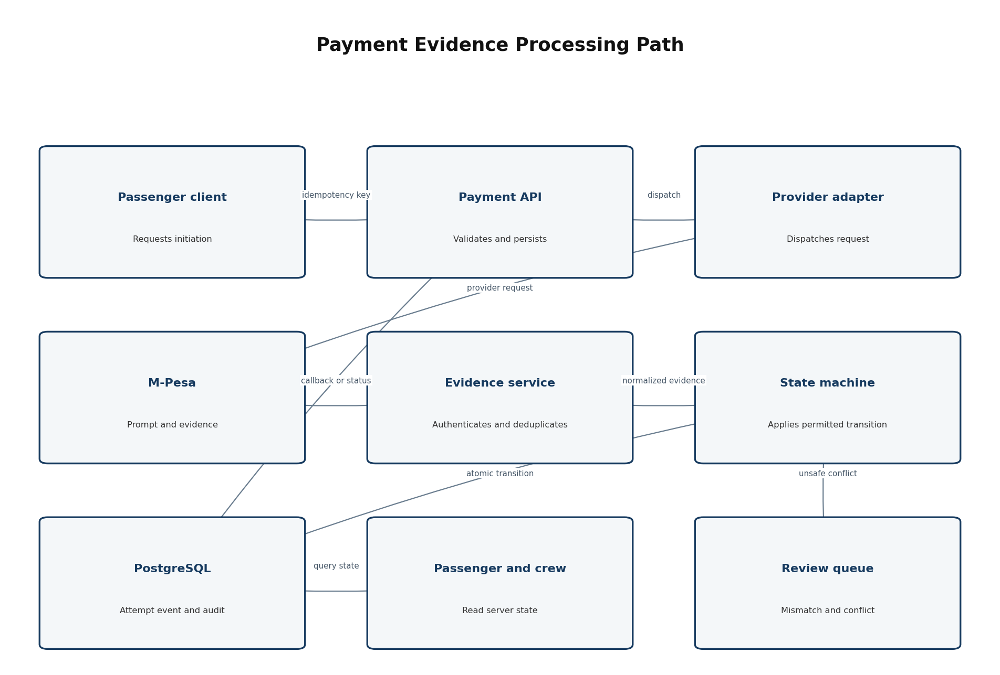 Payment Evidence Processing Path
Passenger client
Requests initiation
idempotency key
Payment API
Validates and persists
dispatch
Provider adapter
Dispatches request
provider request
M-Pesa
Prompt and evidence
callback or status
Evidence service
Authenticates and deduplicates
normalized evidence
State machine
Applies permitted transition
atomic transition
unsafe conflict
PostgreSQL
Attempt event and audit
query state
Passenger and crew
Read server state
Review queue
Mismatch and conflict